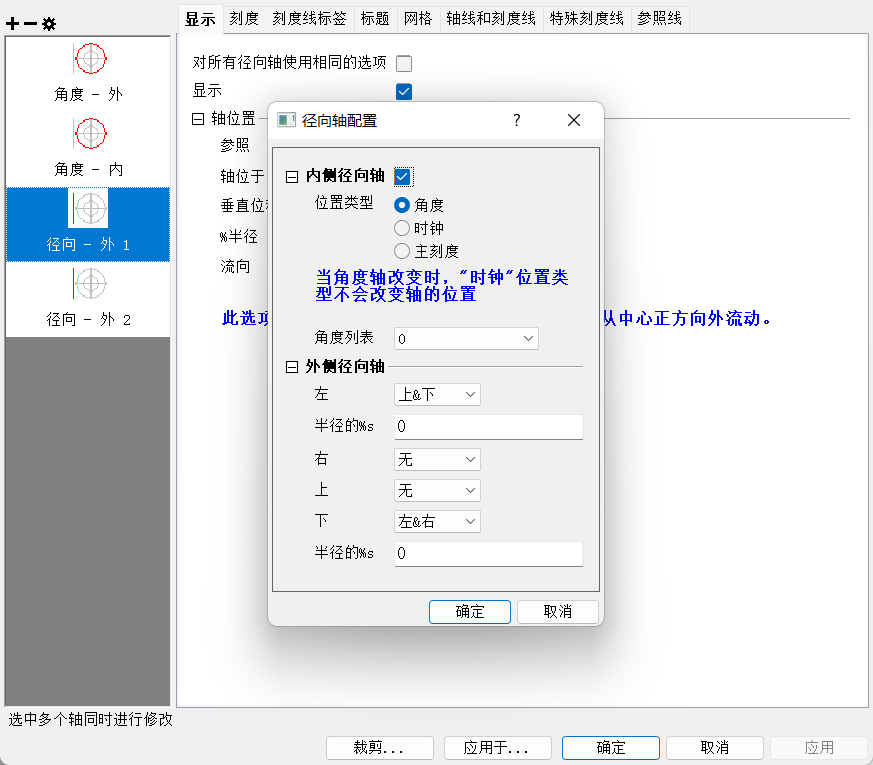 显示
刻度
刻度线标签
标题
网格
轴线和刻度线
特殊刻度线
参照线
角度 - 外
角度 - 内
径向 - 外 1
径向 - 外 2
对所有径向轴使用相同的选项
显示
轴位置
参照
轴位于
垂直位
%半径
流向
此选项
从中心正方向外流动。
径向轴配置
?
内侧径向轴
位置类型
角度
时钟
主刻度
当角度轴改变时，"时钟"位置类
型不会改变轴的位置
角度列表
0
外侧径向轴
左
上&下
半径的%s
0
右
无
上
无
下
左&右
半径的%s
0
确定
取消
选中多个轴同时进行修改
裁剪...
应用于...
确定
取消
应用